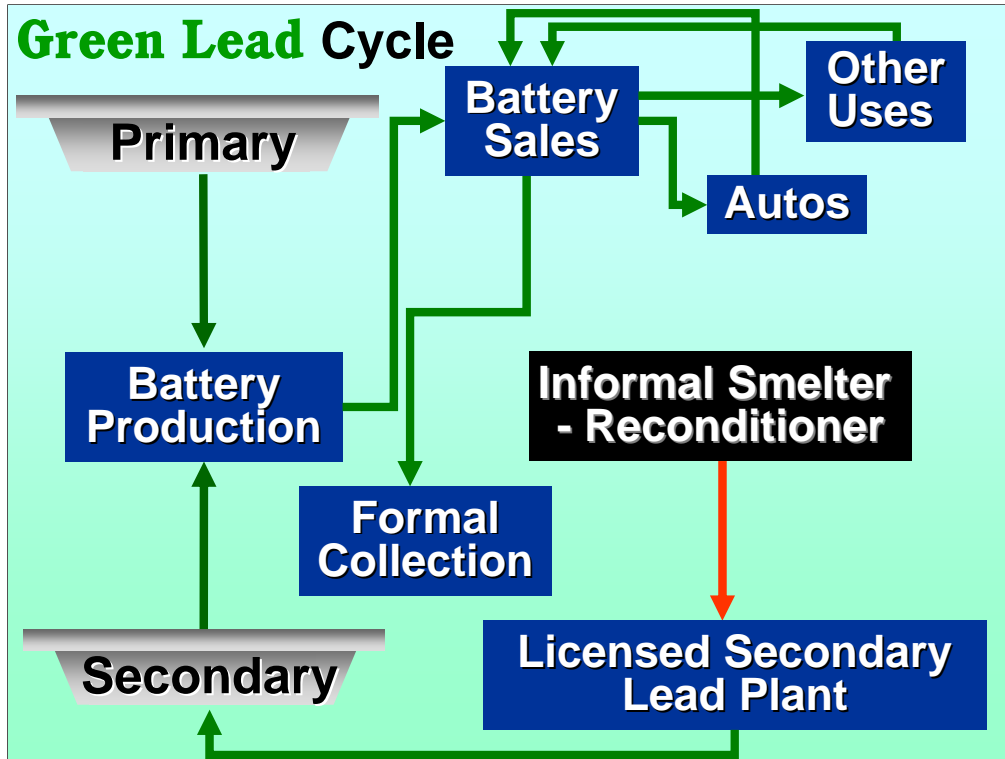 Green Lead Cycle
Primary
Battery
Sales
Other
Uses
Autos
Battery
Production
Informal Smelter
- Reconditioner
Formal
Collection
Secondary
Licensed Secondary
Lead Plant